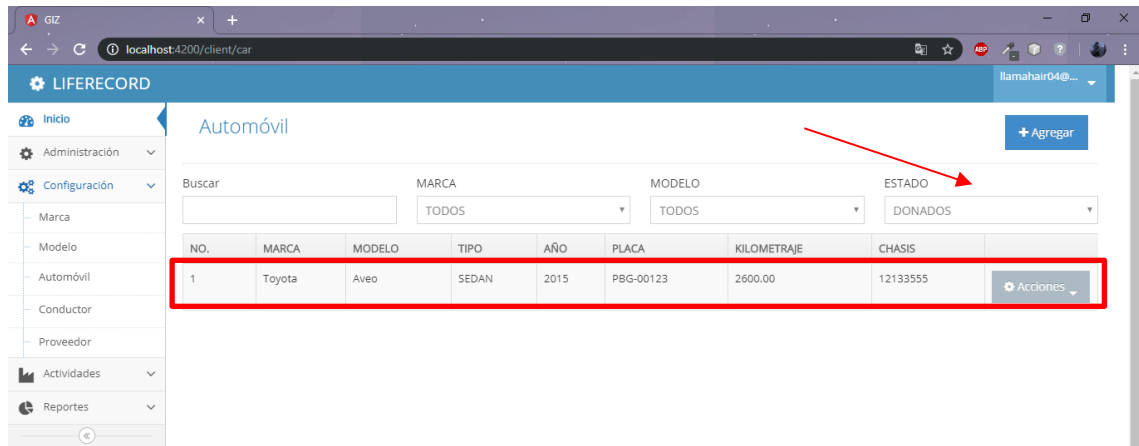 GIZ
localhost:4200/client/car
ABP
LIFERECORD
llamahair04@...
Inicio
Administración
Configuración
Marca
Modelo
Automóvil
Conductor
Proveedor
Actividades
Reportes
Automóvil
+ Agregar
Buscar MARCA MODELO ESTADO
TODOS TODOS DONADOS
NO. MARCA MODELO TIPO AÑO PLACA KILOMETRAJE CHASIS
1 Toyota Aveo SEDAN 2015 PBG-00123 2600.00 12133555 Acciones